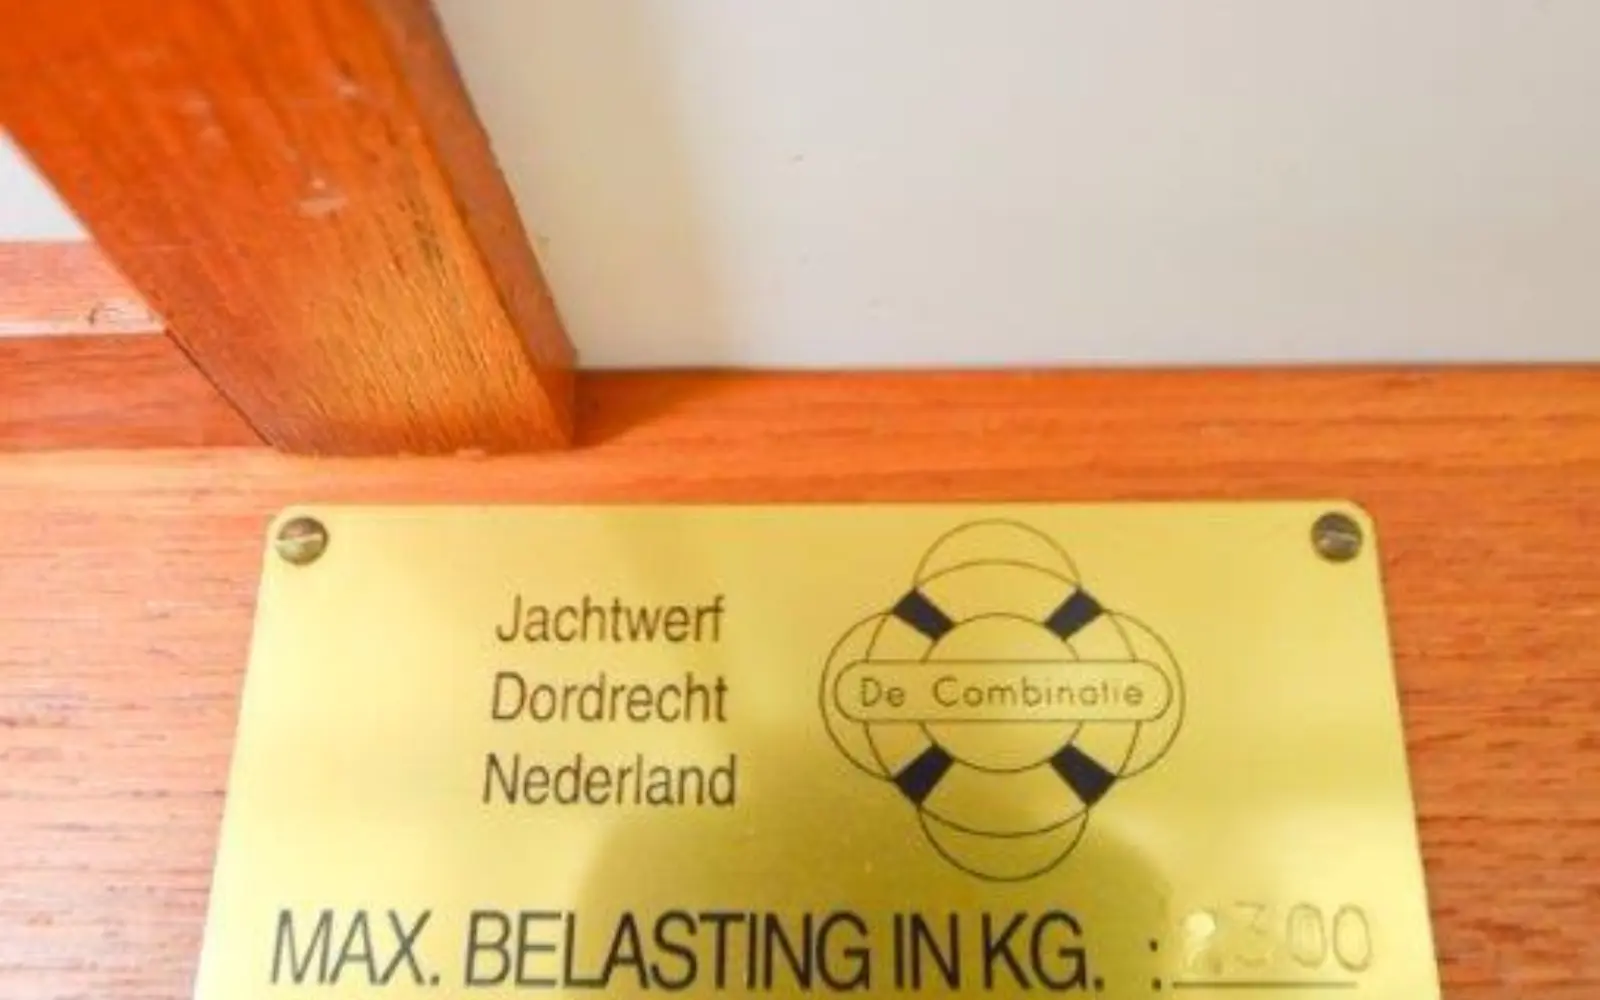 Jachtwerf
Dordrecht
Nederland
De Combinatie
MAX. BELASTING IN KG. :